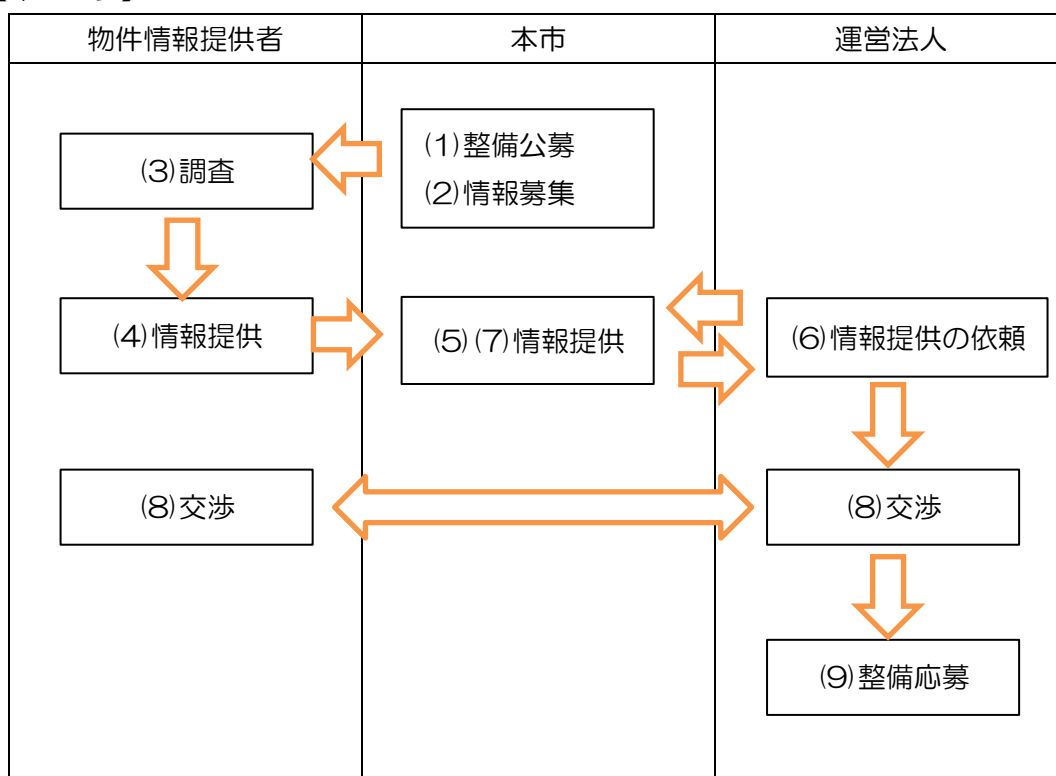 物件情報提供者
本市
運営法人
(1)整備公募
(2)情報募集
(3)調査
(4)情報提供
(5)(7)情報提供
(6)情報提供の依頼
(8)交渉
(8)交渉
(9)整備応募